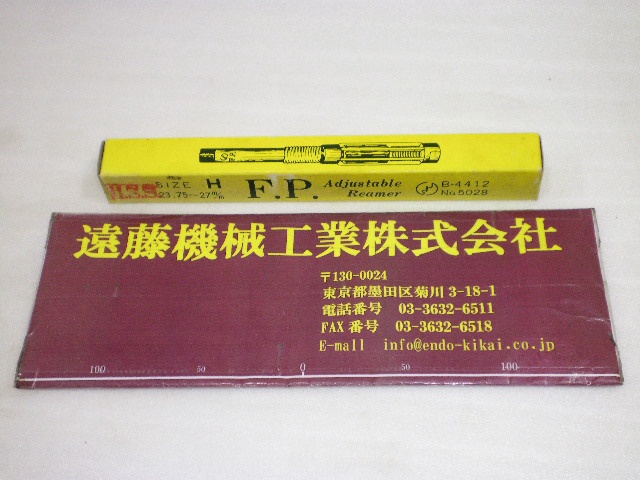 H.S.S
SIZE H
23.75~27m/m
F.P. Adjustable Reamer
B-4412
No.5028
遠藤機械工業株式会社
〒130-0024
東京都墨田区菊川3-18-1
電話番号 03-3632-6511
FAX番号 03-3632-6518
E-mail info@endo-kikai.co.jp
100 50 0 50 100